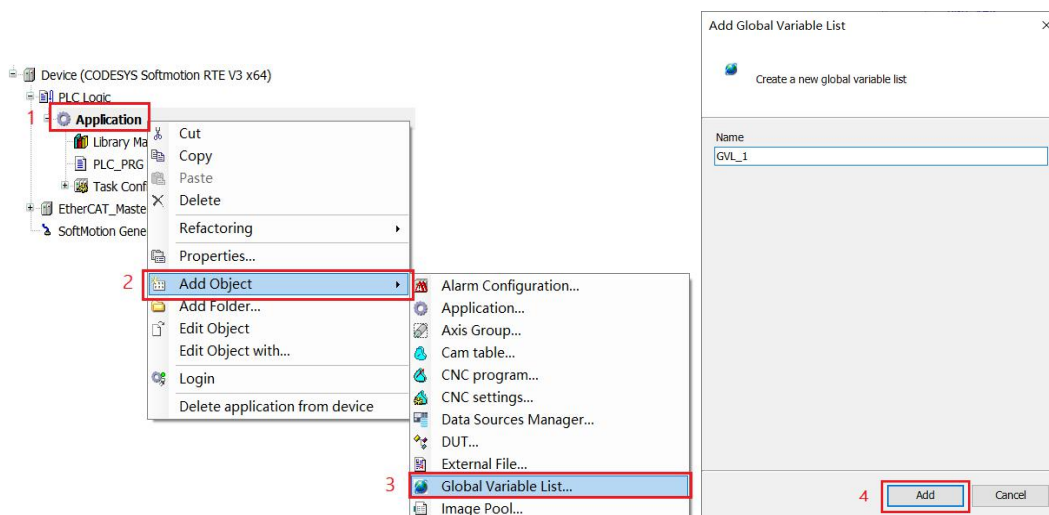 Device (CODESYS Softmotion RTE V3 x64)
PLC Logic
1
Application
Library Ma
PLC_PRG
Task Conf
EtherCAT_Maste
SoftMotion Gene
Cut
Copy
Paste
Delete
Refactoring
Properties...
2 Add Object
Add Folder...
Edit Object
Edit Object with...
Login
Delete application from device
Alarm Configuration...
Application...
Axis Group...
Cam table...
CNC program...
CNC settings...
Data Sources Manager...
DUT...
External File...
3 Global Variable List...
Image Pool...
Add Global Variable List
Create a new global variable list
Name
GVL_1
4 Add Cancel